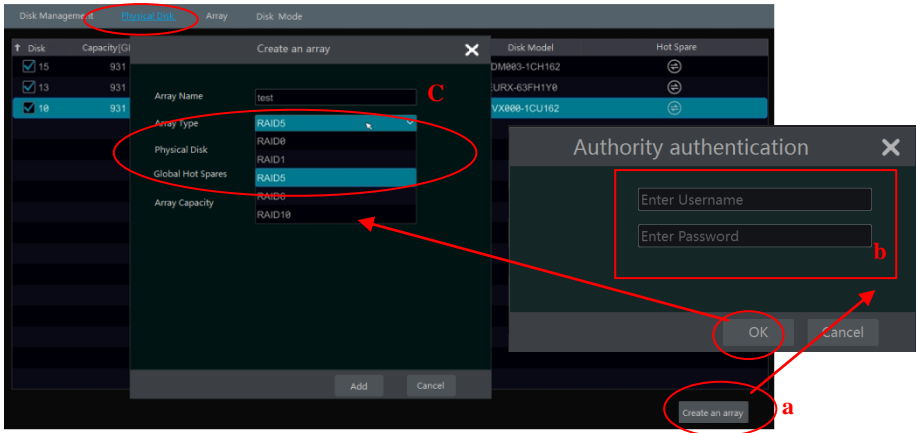 Disk Management Physical Disk Array Disk Mode
Disk Capacity[GB Create an array Disk Model Hot Spare
15 931 DM003-1CH162
13 931 EURX-63FH1Y0
10 931 VX000-1CU162
Array Name test C
Array Type RAID5
RAID0
Physical Disk
RAID1
Global Hot Spares RAID5
RAID6
Array Capacity
RAID10
Add Cancel
Authority authentication
Enter Username
Enter Password
b
OK Cancel
Create an array a